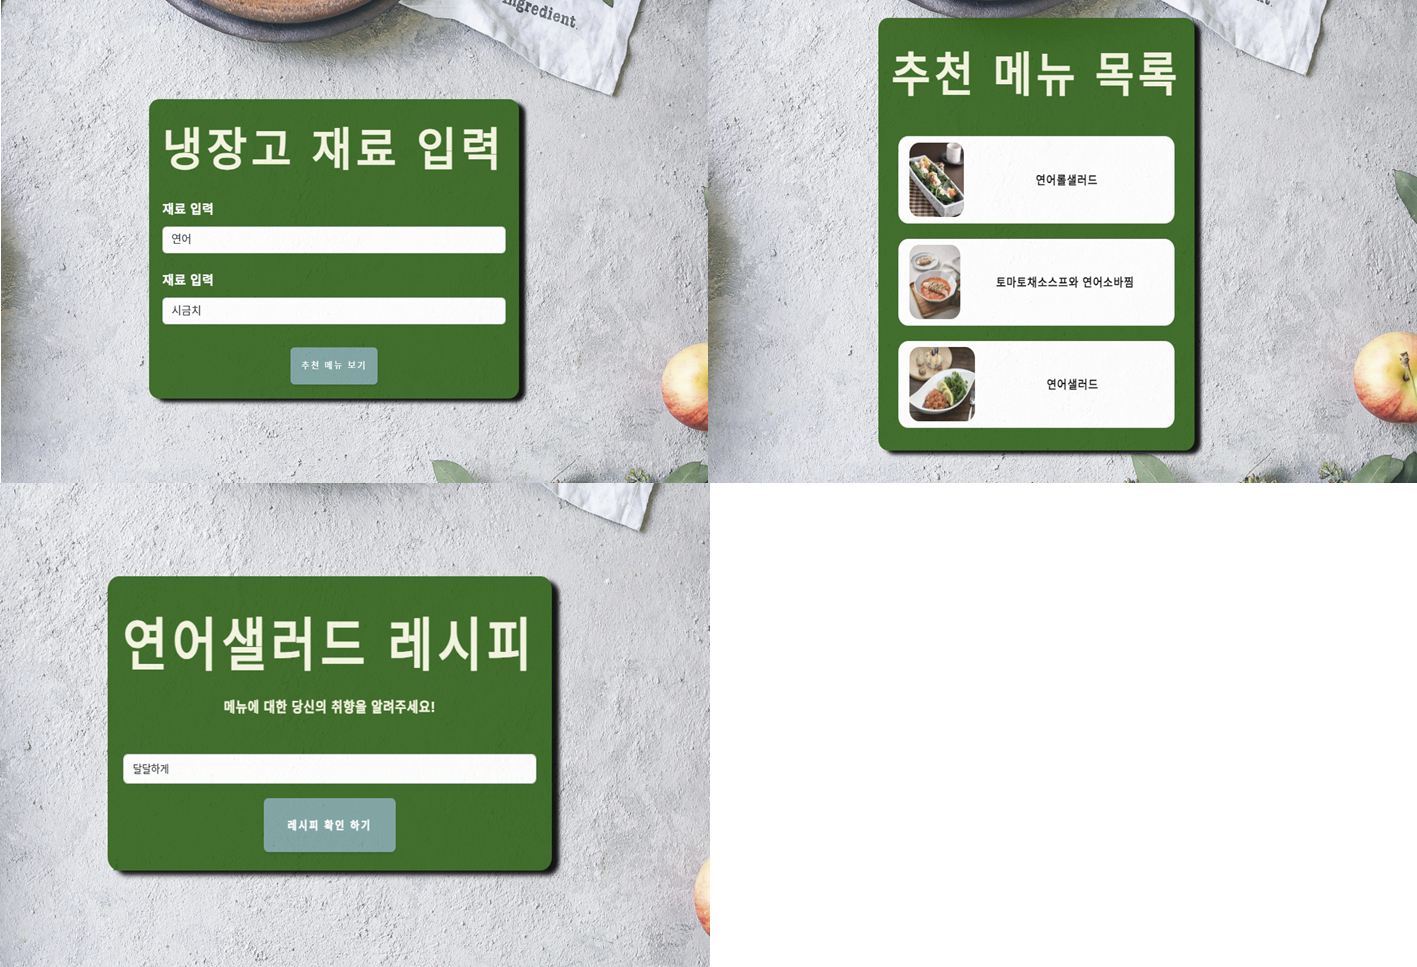 ingredient.
냉장고 재료 입력
재료 입력
연어
재료 입력
시금치
추천 메뉴 보기
추천 메뉴 목록
연어롤샐러드
토마토채소스프와 연어소바찜
연어샐러드
연어샐러드 레시피
메뉴에 대한 당신의 취향을 알려주세요!
달달하게
레시피 확인 하기